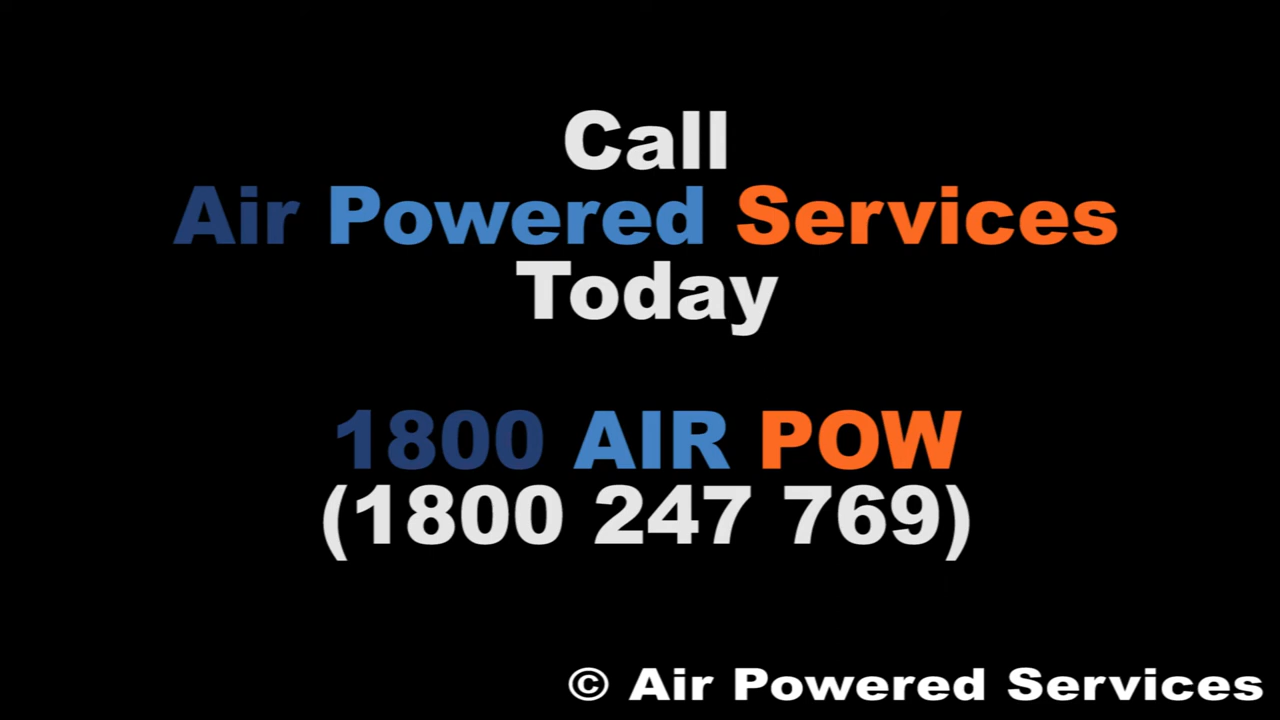 Call
Air Powered Services
Today
1800 AIR POW
(1800 247 769)
© Air Powered Services